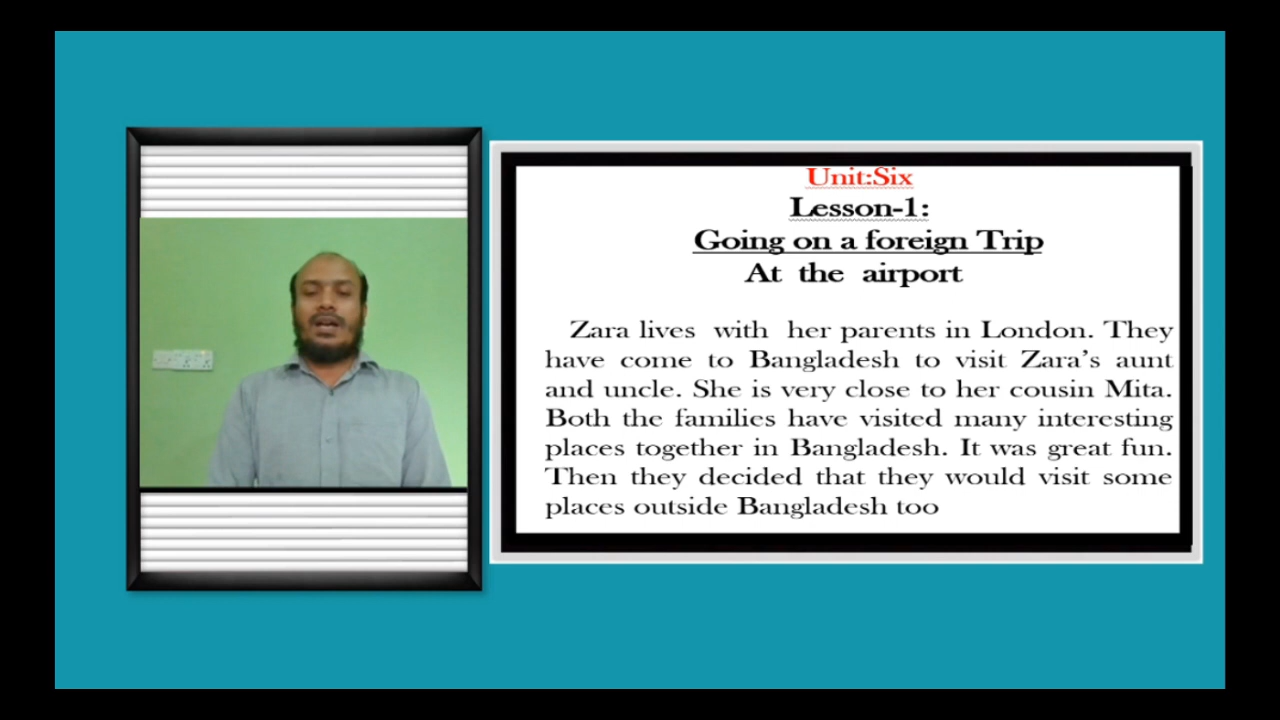 Unit:Six
Lesson-1:
Going on a foreign Trip
At the airport
Zara lives with her parents in London. They
have come to Bangladesh to visit Zara’s aunt
and uncle. She is very close to her cousin Mita.
Both the families have visited many interesting
places together in Bangladesh. It was great fun.
Then they decided that they would visit some
places outside Bangladesh too